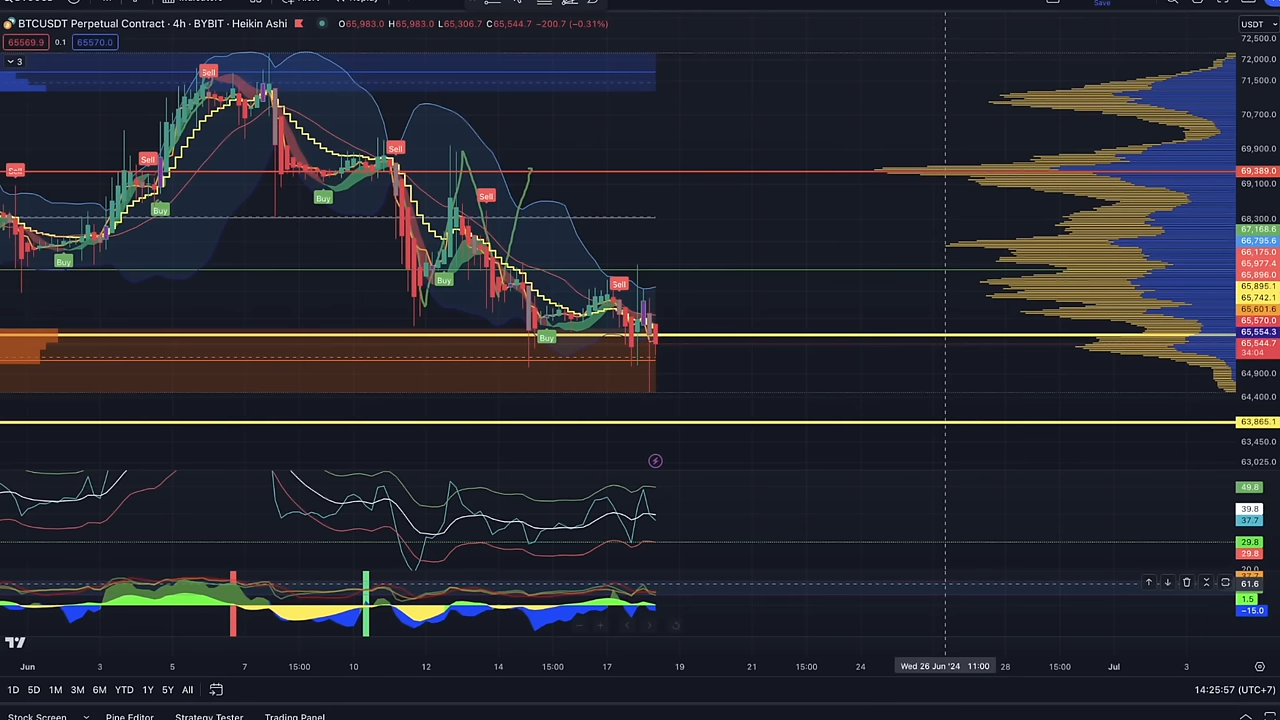 BTCUSDT Perpetual Contract · 4h · BYBIT · Heikin Ashi O65,983.0 H65,983.0 L65,306.7 C65,544.7 −200.7 (−0.31%)
Save
USDT
65569.9 0.1 65570.0
3
72,500.0
72,000.0
71,500.0
70,700.0
69,900.0
69,389.0
69,100.0
68,300.0
67,168.6
66,795.6
66,175.0
65,977.4
65,896.0
65,895.1
65,742.1
65,601.6
65,570.0
65,554.3
65,544.7
34:04
64,900.0
64,400.0
63,865.1
63,450.0
63,025.0
Sell
Sell
Sell
Sell
Sell
Buy
Buy
Buy
Buy
Buy
Sell
49.8
39.8
37.7
29.8
29.8
20.0
61.6
1.5
−15.0
Jun 3 5 7 15:00 10 12 14 15:00 17 19 21 15:00 24 Wed 26 Jun '24 11:00 28 15:00 Jul 3
1D 5D 1M 3M 6M YTD 1Y 5Y All
14:25:57 (UTC+7)
Stock Screen Pine Editor Strategy Tester Trading Panel